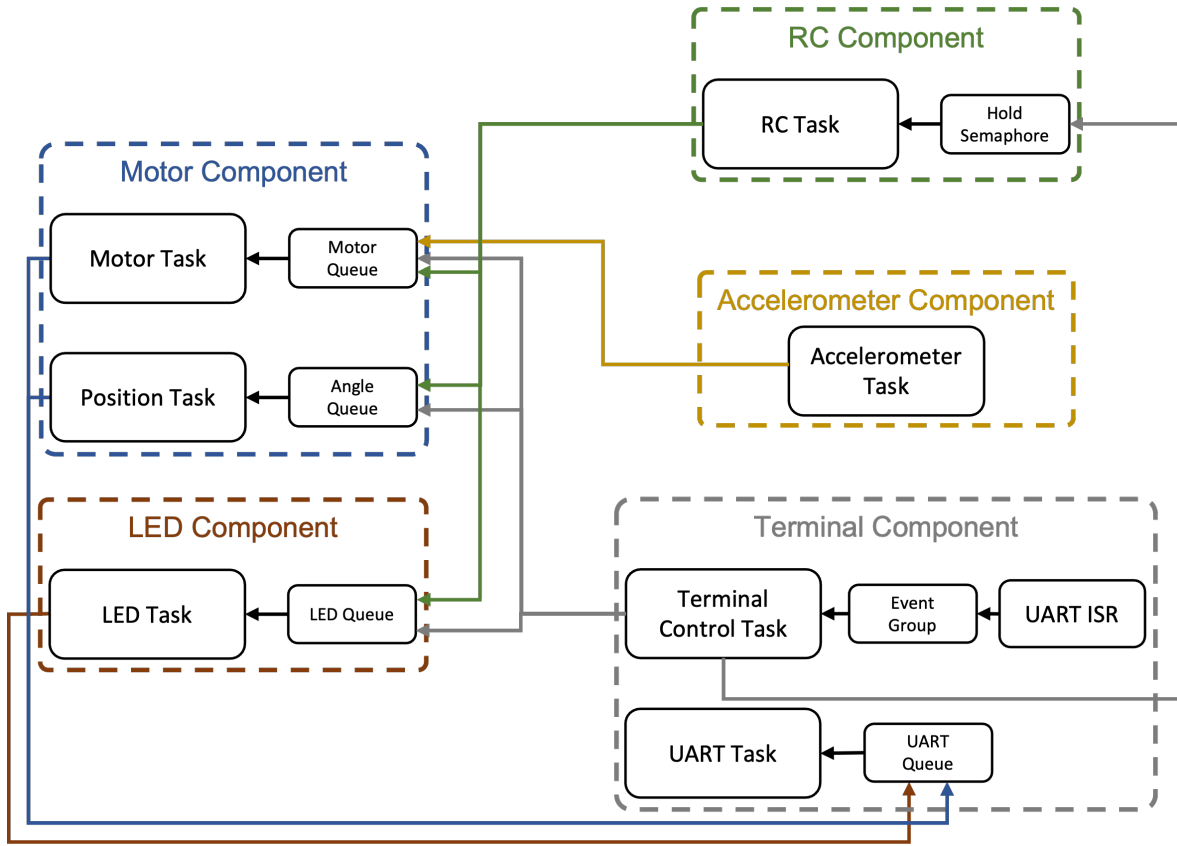 RC Component
RC Task
Hold
Semaphore
Motor Component
Motor Task
Motor
Queue
Position Task
Angle
Queue
Accelerometer Component
Accelerometer
Task
LED Component
LED Task
LED Queue
Terminal Component
Terminal
Control Task
Event
Group
UART ISR
UART Task
UART
Queue